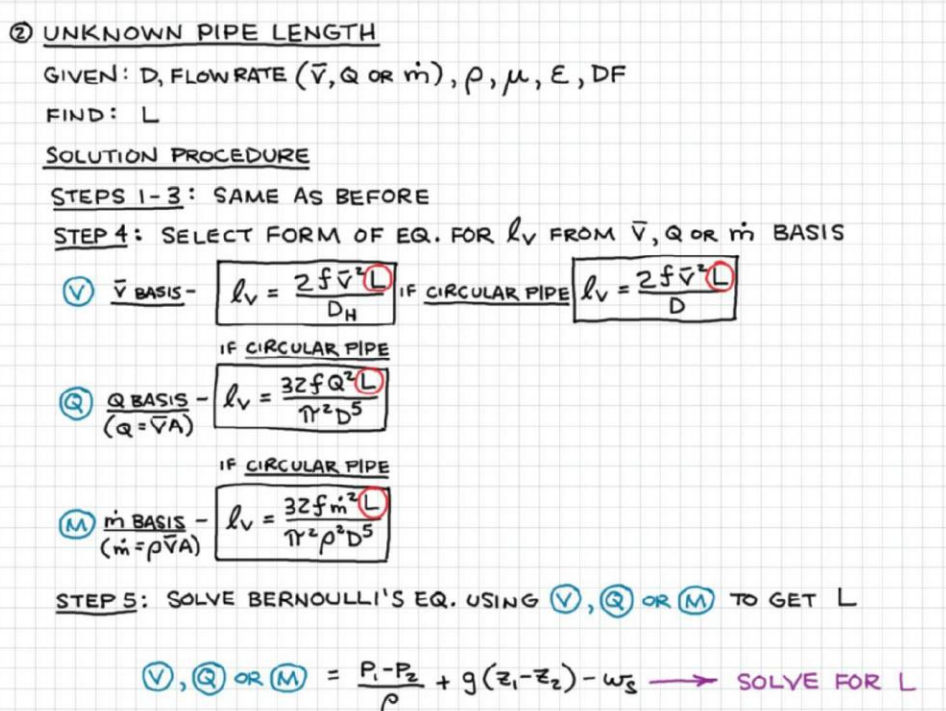 ② UNKNOWN PIPE LENGTH
GIVEN: D, FLOW RATE (V̄, Q OR ṁ), ρ, μ, ε, DF
FIND: L
SOLUTION PROCEDURE
STEPS 1-3: SAME AS BEFORE
STEP 4: SELECT FORM OF EQ. FOR ℓv FROM V̄, Q OR ṁ BASIS
Ⓥ V̄ BASIS - ℓv = 2fV̄²L / D_H IF CIRCULAR PIPE ℓv = 2fV̄²L / D
IF CIRCULAR PIPE
Ⓠ Q BASIS - ℓv = 32fQ²L / π²D⁵
(Q = V̄A)
IF CIRCULAR PIPE
Ⓜ ṁ BASIS - ℓv = 32fṁ²L / π²ρ²D⁵
(ṁ = ρV̄A)
STEP 5: SOLVE BERNOULLI'S EQ. USING Ⓥ, Ⓠ OR Ⓜ TO GET L
Ⓥ, Ⓠ OR Ⓜ = P₁-P₂ / ρ + g(z₁-z₂) - ws → SOLVE FOR L